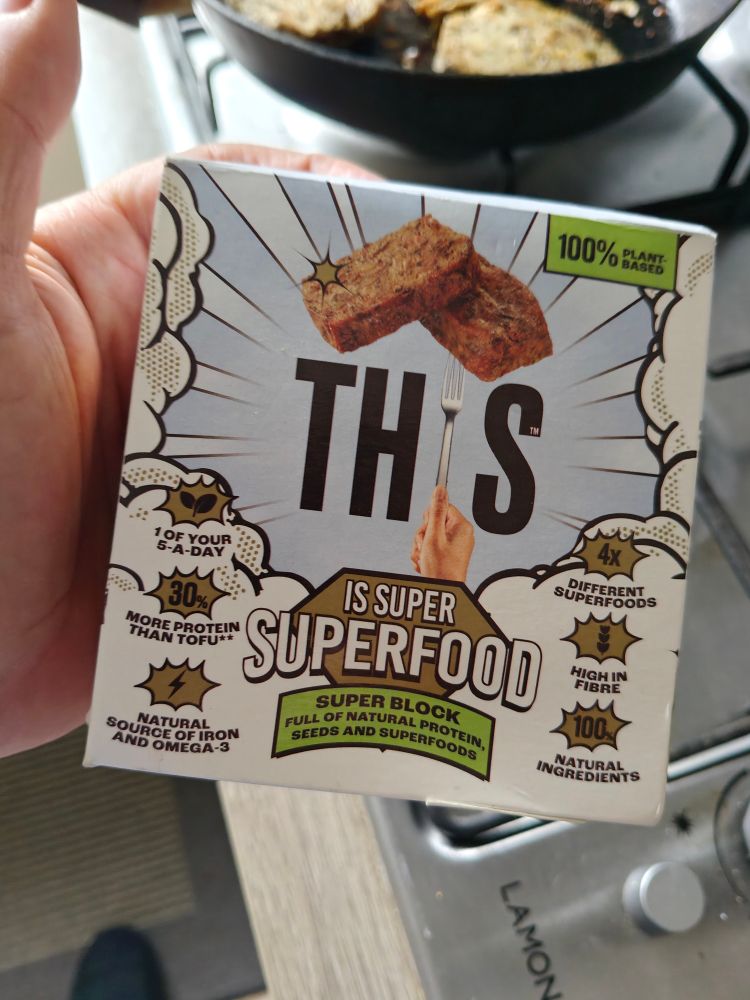 100% PLANT-
BASED
TH S™
1 OF YOUR
5-A-DAY
30%
MORE PROTEIN
THAN TOFU**
NATURAL
SOURCE OF IRON
AND OMEGA-3
IS SUPER
SUPERFOOD
SUPER BLOCK
FULL OF NATURAL PROTEIN,
SEEDS AND SUPERFOODS
4X
DIFFERENT
SUPERFOODS
HIGH IN
FIBRE
100%
NATURAL
INGREDIENTS
LAMON